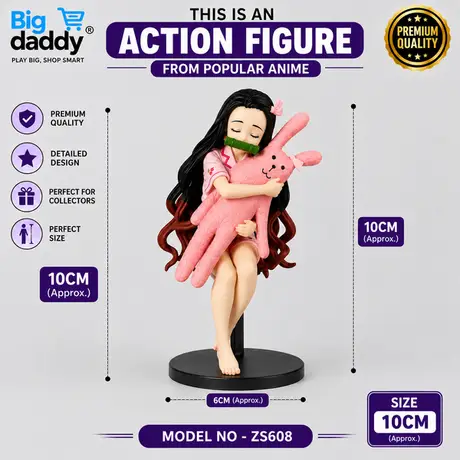 Big
daddy®
PLAY BIG, SHOP SMART
THIS IS AN
ACTION FIGURE
FROM POPULAR ANIME
PREMIUM
QUALITY
PREMIUM
QUALITY
DETAILED
DESIGN
PERFECT FOR
COLLECTORS
PERFECT
SIZE
10CM
(Approx.)
10CM
(Approx.)
6CM (Approx.)
MODEL NO - ZS608
SIZE
10CM
(Approx.)